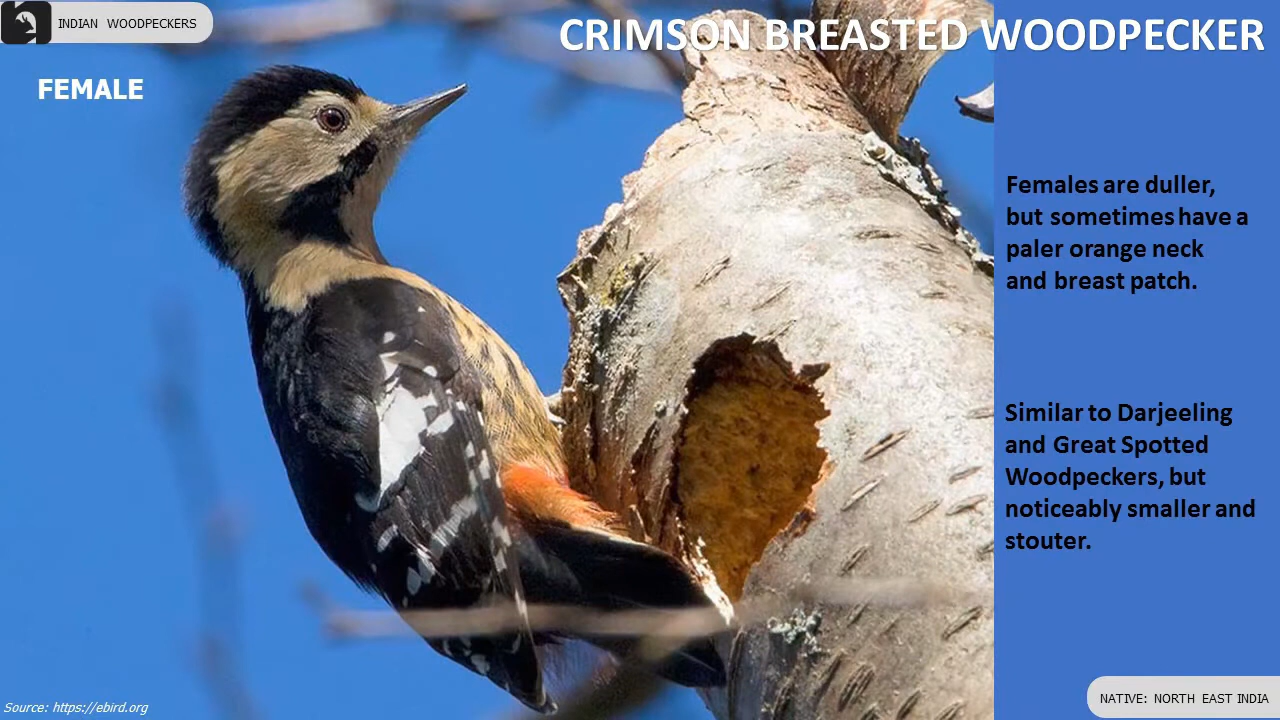 INDIAN WOODPECKERS
CRIMSON BREASTED WOODPECKER
FEMALE
Females are duller,
but sometimes have a
paler orange neck
and breast patch.
Similar to Darjeeling
and Great Spotted
Woodpeckers, but
noticeably smaller and
stouter.
NATIVE: NORTH EAST INDIA
Source: https://ebird.org